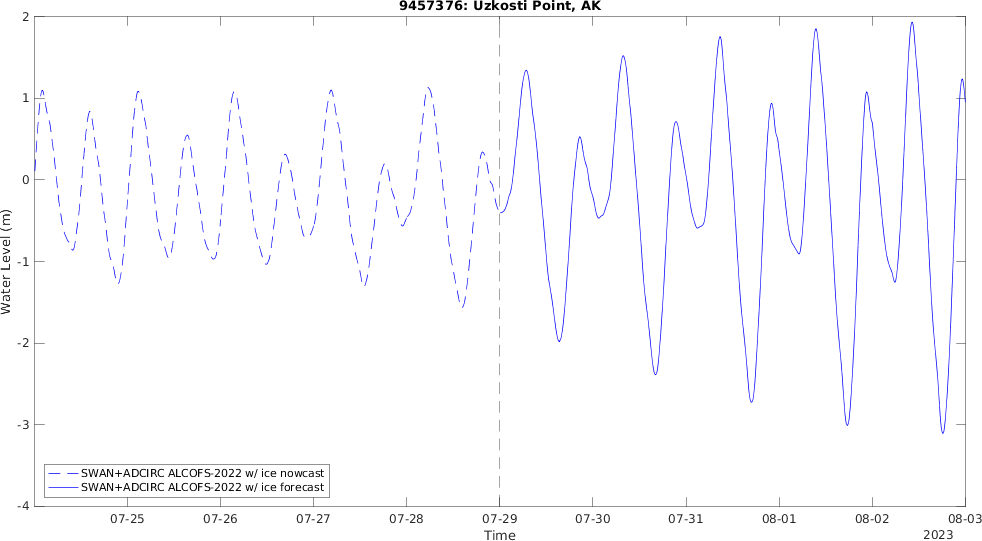 9457376: Uzkosti Point, AK
2
1
0
-1
-2
-3
-4
Water Level (m)
SWAN+ADCIRC ALCOFS-2022 w/ ice nowcast
SWAN+ADCIRC ALCOFS-2022 w/ ice forecast
07-25 07-26 07-27 07-28 07-29 07-30 07-31 08-01 08-02 08-03
Time
2023